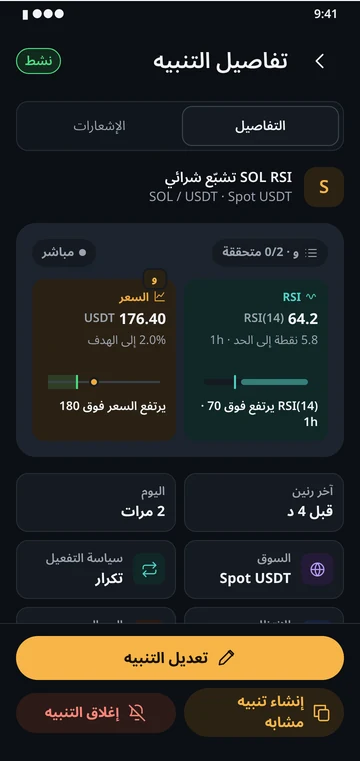 9:41
تفاصيل التنبيه
نشط
التفاصيل
الإشعارات
S
SOL RSI تشبّع شرائي
SOL / USDT · Spot USDT
و · 0/2 متحققة
مباشر
و
RSI
64.2 RSI(14)
5.8 نقطة إلى الحد · 1h
RSI(14) يرتفع فوق 70 ·
1h
السعر
176.40 USDT
2.0% إلى الهدف
يرتفع السعر فوق 180
آخر رنين
قبل 4 د
اليوم
2 مرات
السوق
Spot USDT
سياسة التفعيل
تكرار
تعديل التنبيه
إنشاء تنبيه
مشابه
إغلاق التنبيه